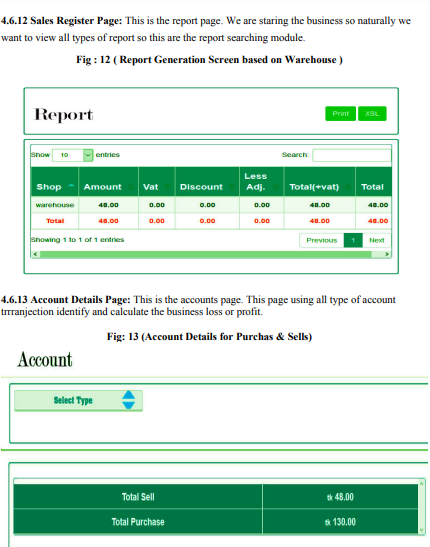 4.6.12 Sales Register Page: This is the report page. We are staring the business so naturally we
want to view all types of report so this are the report searching module.
Fig : 12 ( Report Generation Screen based on Warehouse )
Report
Print XSL
Show 10 entries Search:
Shop Amount Vat Discount Less Adj. Total(+vat) Total
warehouse 48.00 0.00 0.00 0.00 48.00 48.00
Total 48.00 0.00 0.00 0.00 48.00 48.00
Showing 1 to 1 of 1 entries Previous 1 Next
4.6.13 Account Details Page: This is the accounts page. This page using all type of account
trrranjection identify and calculate the business loss or profit.
Fig: 13 (Account Details for Purchas & Sells)
Account
Select Type
Total Sell tk 48.00
Total Purchase tk 130.00